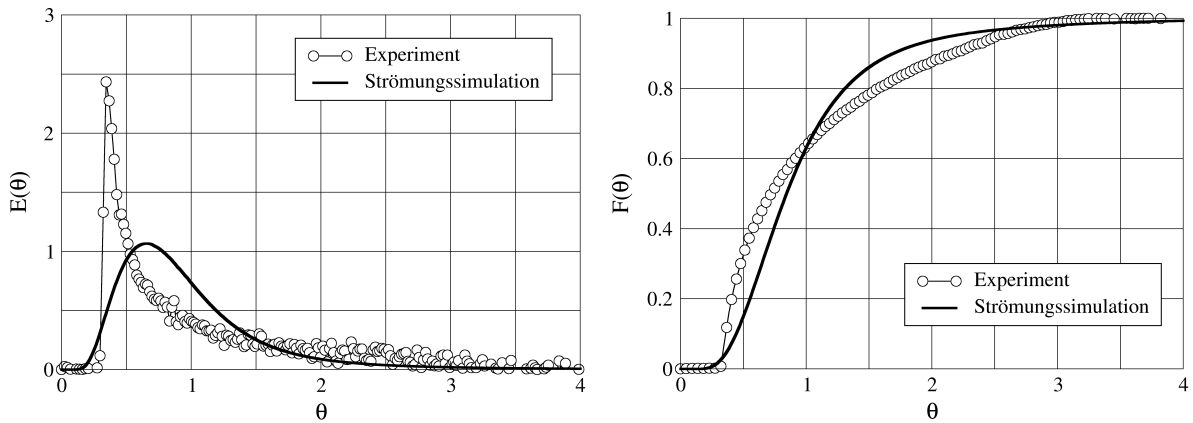 3
2
1
0
0
1
2
3
4
E(θ)
θ
Experiment
Strömungssimulation
1
0.8
0.6
0.4
0.2
0
0
1
2
3
4
F(θ)
θ
Experiment
Strömungssimulation